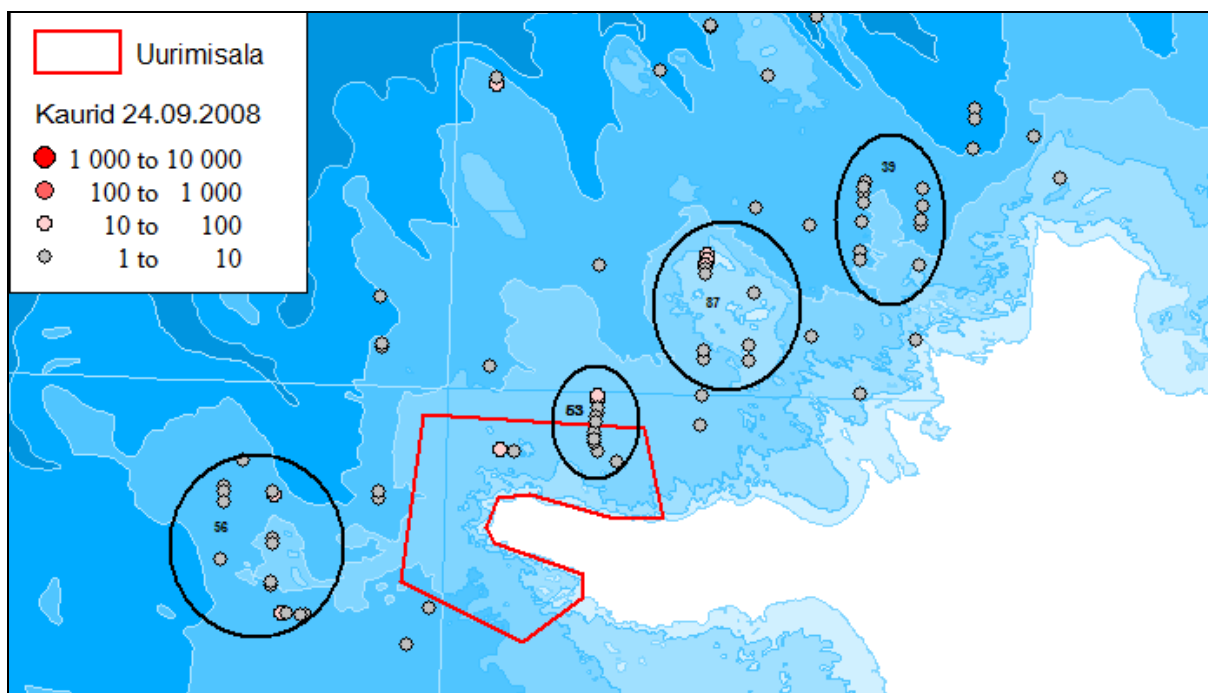 Uurimisala
Kaurid 24.09.2008
1 000 to 10 000
100 to 1 000
10 to 100
1 to 10
39
87
53
56